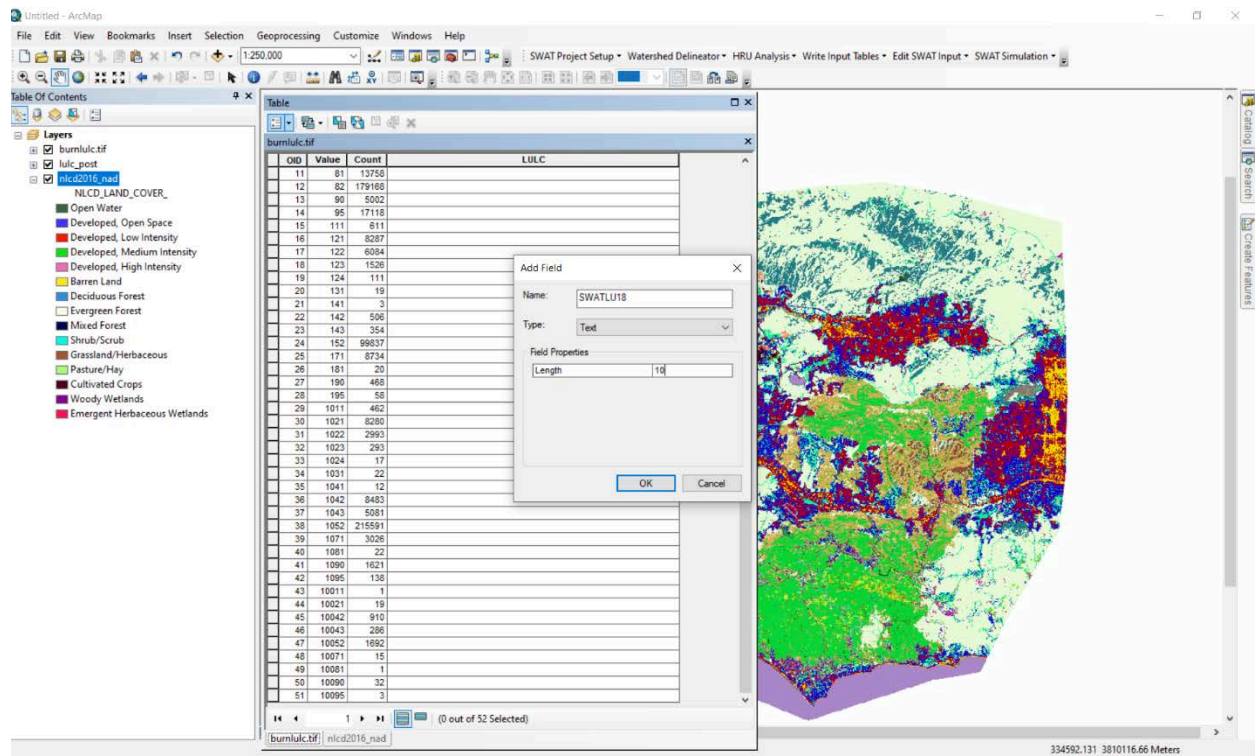 Untitled - ArcMap
File Edit View Bookmarks Insert Selection Geoprocessing Customize Windows Help
1:250,000
SWAT Project Setup Watershed Delineator HRU Analysis Write Input Tables Edit SWAT Input SWAT Simulation
Table Of Contents
Layers
burnlulc.tif
lulc_post
nlcd2016_nad
NLCD_LAND_COVER_
Open Water
Developed, Open Space
Developed, Low Intensity
Developed, Medium Intensity
Developed, High Intensity
Barren Land
Deciduous Forest
Evergreen Forest
Mixed Forest
Shrub/Scrub
Grassland/Herbaceous
Pasture/Hay
Cultivated Crops
Woody Wetlands
Emergent Herbaceous Wetlands
Table
burnlulc.tif
OID Value Count LULC
11 81 13758
12 82 179168
13 90 5002
14 95 17118
15 111 611
16 121 8287
17 122 6084
18 123 1526
19 124 111
20 131 19
21 141 3
22 142 506
23 143 354
24 152 99837
25 171 8734
26 181 20
27 190 468
28 195 58
29 1011 462
30 1021 8280
31 1022 2993
32 1023 293
33 1024 17
34 1031 22
35 1041 12
36 1042 8483
37 1043 5081
38 1052 215591
39 1071 3026
40 1081 22
41 1090 1621
42 1095 138
43 10011 1
44 10021 19
45 10042 910
46 10043 286
47 10052 1692
48 10071 15
49 10081 1
50 10090 32
51 10095 3
1
(0 out of 52 Selected)
burnlulc.tif nlcd2016_nad
Add Field
Name: SWATLU18
Type: Text
Field Properties
Length 10
OK Cancel
Catalog
Search
Create Features
334592.131 3810116.66 Meters